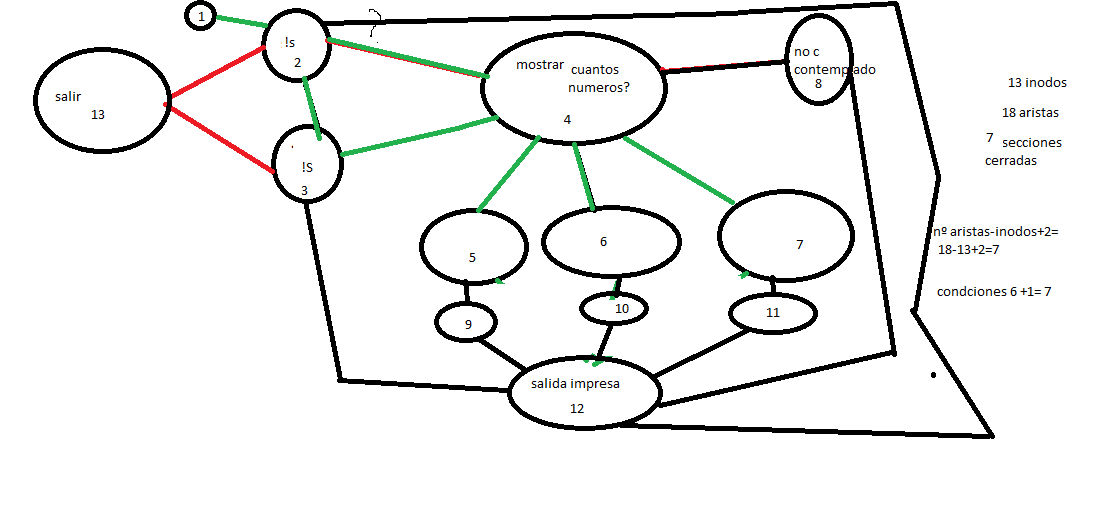 1
?
!s
2
salir
13
mostrar cuantos
numeros?
4
no c
contemplado
8
!S
3
5
6
7
9
10
11
salida impresa
12
13 inodos
18 aristas
7 secciones
cerradas
nº aristas-inodos+2=
18-13+2=7
condciones 6 +1= 7